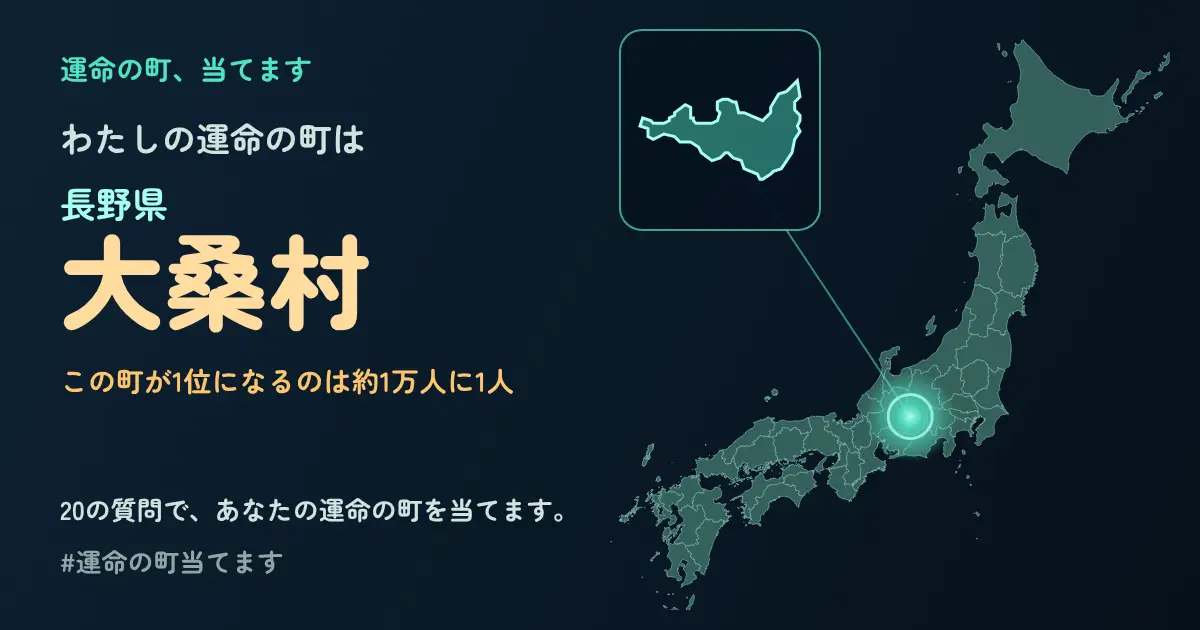 運命の町、当てます
わたしの運命の町は
長野県
大桑村
この町が1位になるのは約1万人に1人
20の質問で、あなたの運命の町を当てます。
#運命の町当てます